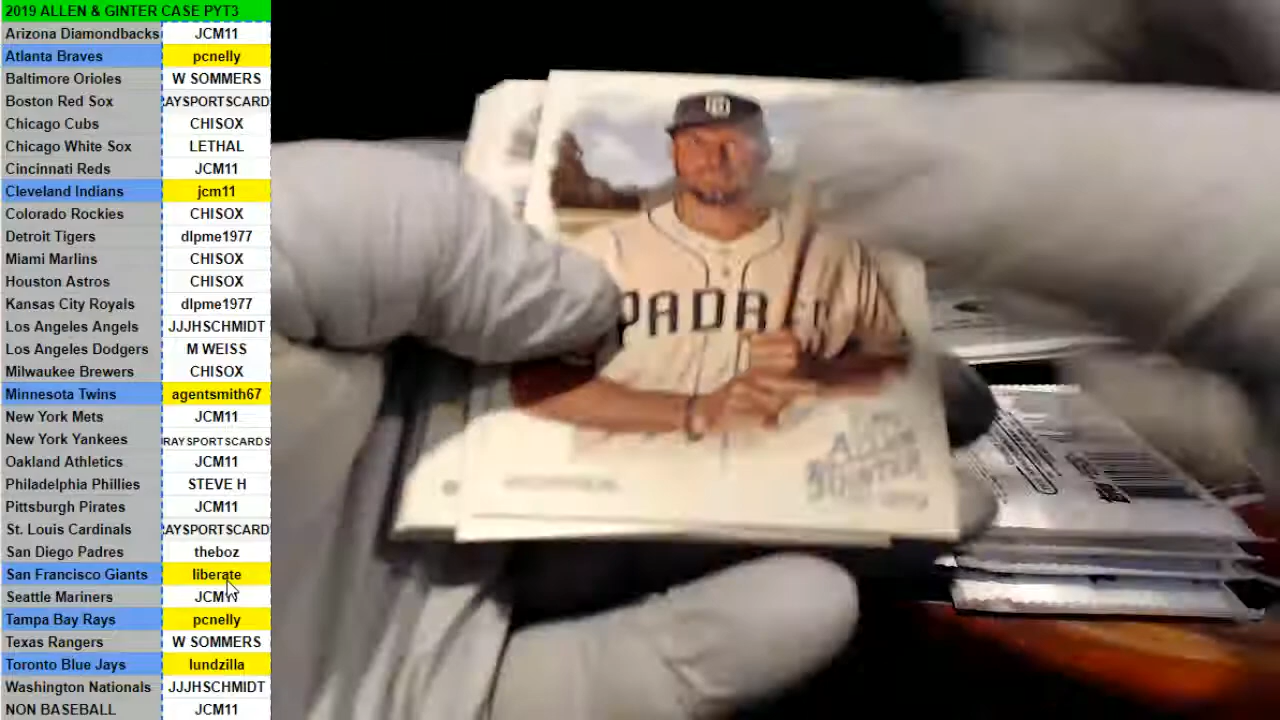 2019 ALLEN & GINTER CASE PYT3
Arizona Diamondbacks JCM11
Atlanta Braves pcnelly
Baltimore Orioles W SOMMERS
Boston Red Sox AYSPORTSCARD
Chicago Cubs CHISOX
Chicago White Sox LETHAL
Cincinnati Reds JCM11
Cleveland Indians jcm11
Colorado Rockies CHISOX
Detroit Tigers dlpme1977
Miami Marlins CHISOX
Houston Astros CHISOX
Kansas City Royals dlpme1977
Los Angeles Angels JJJHSCHMIDT
Los Angeles Dodgers M WEISS
Milwaukee Brewers CHISOX
Minnesota Twins agentsmith67
New York Mets JCM11
New York Yankees RAYSPORTSCARDS
Oakland Athletics JCM11
Philadelphia Phillies STEVE H
Pittsburgh Pirates JCM11
St. Louis Cardinals AYSPORTSCARD
San Diego Padres theboz
San Francisco Giants liberate
Seattle Mariners JCM11
Tampa Bay Rays pcnelly
Texas Rangers W SOMMERS
Toronto Blue Jays lundzilla
Washington Nationals JJJHSCHMIDT
NON BASEBALL JCM11
PADR
ALLEN
GINTER